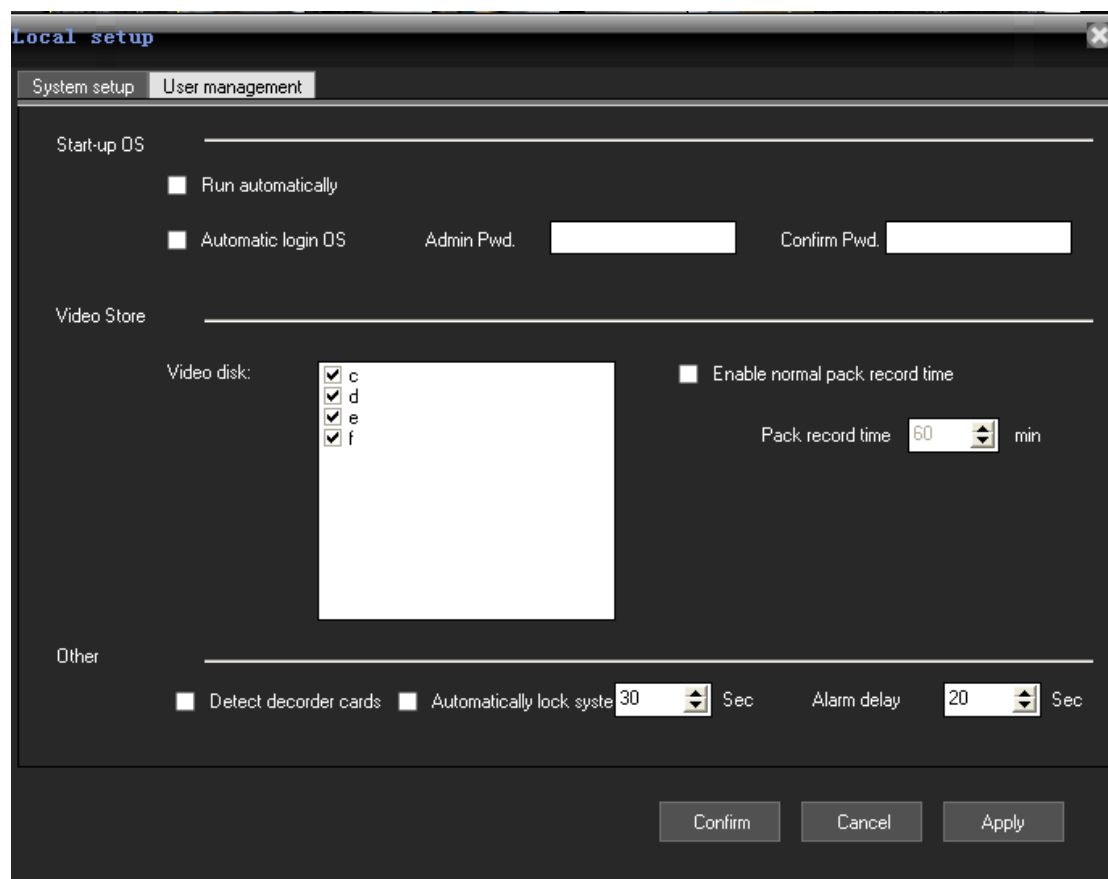 Local setup
System setup User management
Start-up OS
Run automatically
Automatic login OS Admin Pwd. Confirm Pwd.
Video Store
Video disk: c Enable normal pack record time
d
e
f
Pack record time 60 min
Other
Detect decorder cards Automatically lock syste 30 Sec Alarm delay 20 Sec
Confirm Cancel Apply